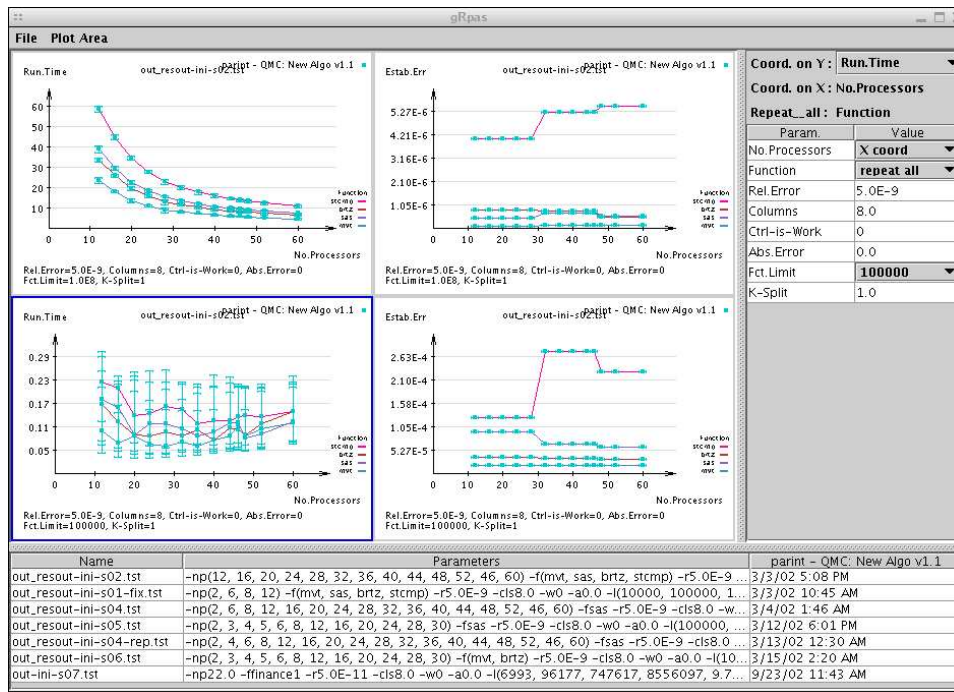 gRpas
File Plot Area
Run.Time
out_resout-ini-s02.tst
parint - QMC: New Algo v1.1
60
50
40
30
20
10
0 10 20 30 40 50 60
No.Processors
Function
stcmp
brtz
sas
mvt
Rel.Error=5.0E-9, Columns=8, Ctrl-is-Work=0, Abs.Error=0
Fct.Limit=1.0E8, K-Split=1
Estab.Err
out_resout-ini-s02.tst
parint - QMC: New Algo v1.1
5.27E-6
4.21E-6
3.16E-6
2.10E-6
1.05E-6
0 10 20 30 40 50 60
No.Processors
Function
stcmp
brtz
sas
mvt
Rel.Error=5.0E-9, Columns=8, Ctrl-is-Work=0, Abs.Error=0
Fct.Limit=1.0E8, K-Split=1
Run.Time
out_resout-ini-s02.tst
parint - QMC: New Algo v1.1
0.29
0.23
0.17
0.11
0.05
0 10 20 30 40 50 60
No.Processors
Function
stcmp
brtz
sas
mvt
Rel.Error=5.0E-9, Columns=8, Ctrl-is-Work=0, Abs.Error=0
Fct.Limit=100000, K-Split=1
Estab.Err
out_resout-ini-s02.tst
parint - QMC: New Algo v1.1
2.63E-4
2.10E-4
1.58E-4
1.05E-4
5.27E-5
0 10 20 30 40 50 60
No.Processors
Function
stcmp
brtz
sas
mvt
Rel.Error=5.0E-9, Columns=8, Ctrl-is-Work=0, Abs.Error=0
Fct.Limit=100000, K-Split=1
Coord. on Y : Run.Time
Coord. on X : No.Processors
Repeat__all : Function
Param. Value
No.Processors X coord
Function repeat all
Rel.Error 5.0E-9
Columns 8.0
Ctrl-is-Work 0
Abs.Error 0.0
Fct.Limit 100000
K-Split 1.0
Name Parameters parint - QMC: New Algo v1.1
out_resout-ini-s02.tst -np(12, 16, 20, 24, 28, 32, 36, 40, 44, 48, 52, 46, 60) -f(mvt, sas, brtz, stcmp) -r5.0E-9 ... 3/3/02 5:08 PM
out_resout-ini-s01-fix.tst -np(2, 6, 8, 12) -f(mvt, sas, brtz, stcmp) -r5.0E-9 -cls8.0 -w0 -a0.0 -l(10000, 100000, 1... 3/3/02 10:45 AM
out_resout-ini-s04.tst -np(2, 6, 8, 12, 16, 20, 24, 28, 32, 36, 40, 44, 48, 52, 46, 60) -fsas -r5.0E-9 -cls8.0 -w... 3/4/02 1:46 AM
out_resout-ini-s05.tst -np(2, 3, 4, 5, 6, 8, 12, 16, 20, 24, 28, 30) -fsas -r5.0E-9 -cls8.0 -w0 -a0.0 -l(100000, ... 3/12/02 6:01 PM
out_resout-ini-s04-rep.tst -np(2, 4, 6, 8, 12, 16, 20, 24, 28, 32, 36, 40, 44, 48, 52, 46, 60) -fsas -r5.0E-9 -cls8.0 ... 3/13/02 12:30 AM
out_resout-ini-s06.tst -np(2, 3, 4, 5, 6, 8, 12, 16, 20, 24, 28, 30) -f(mvt, brtz) -r5.0E-9 -cls8.0 -w0 -a0.0 -l(10... 3/15/02 2:20 AM
out-ini-s07.tst -np22.0 -ffinance1 -r5.0E-11 -cls8.0 -w0 -a0.0 -l(6993, 96177, 747617, 8556097, 9.7... 9/23/02 11:43 AM